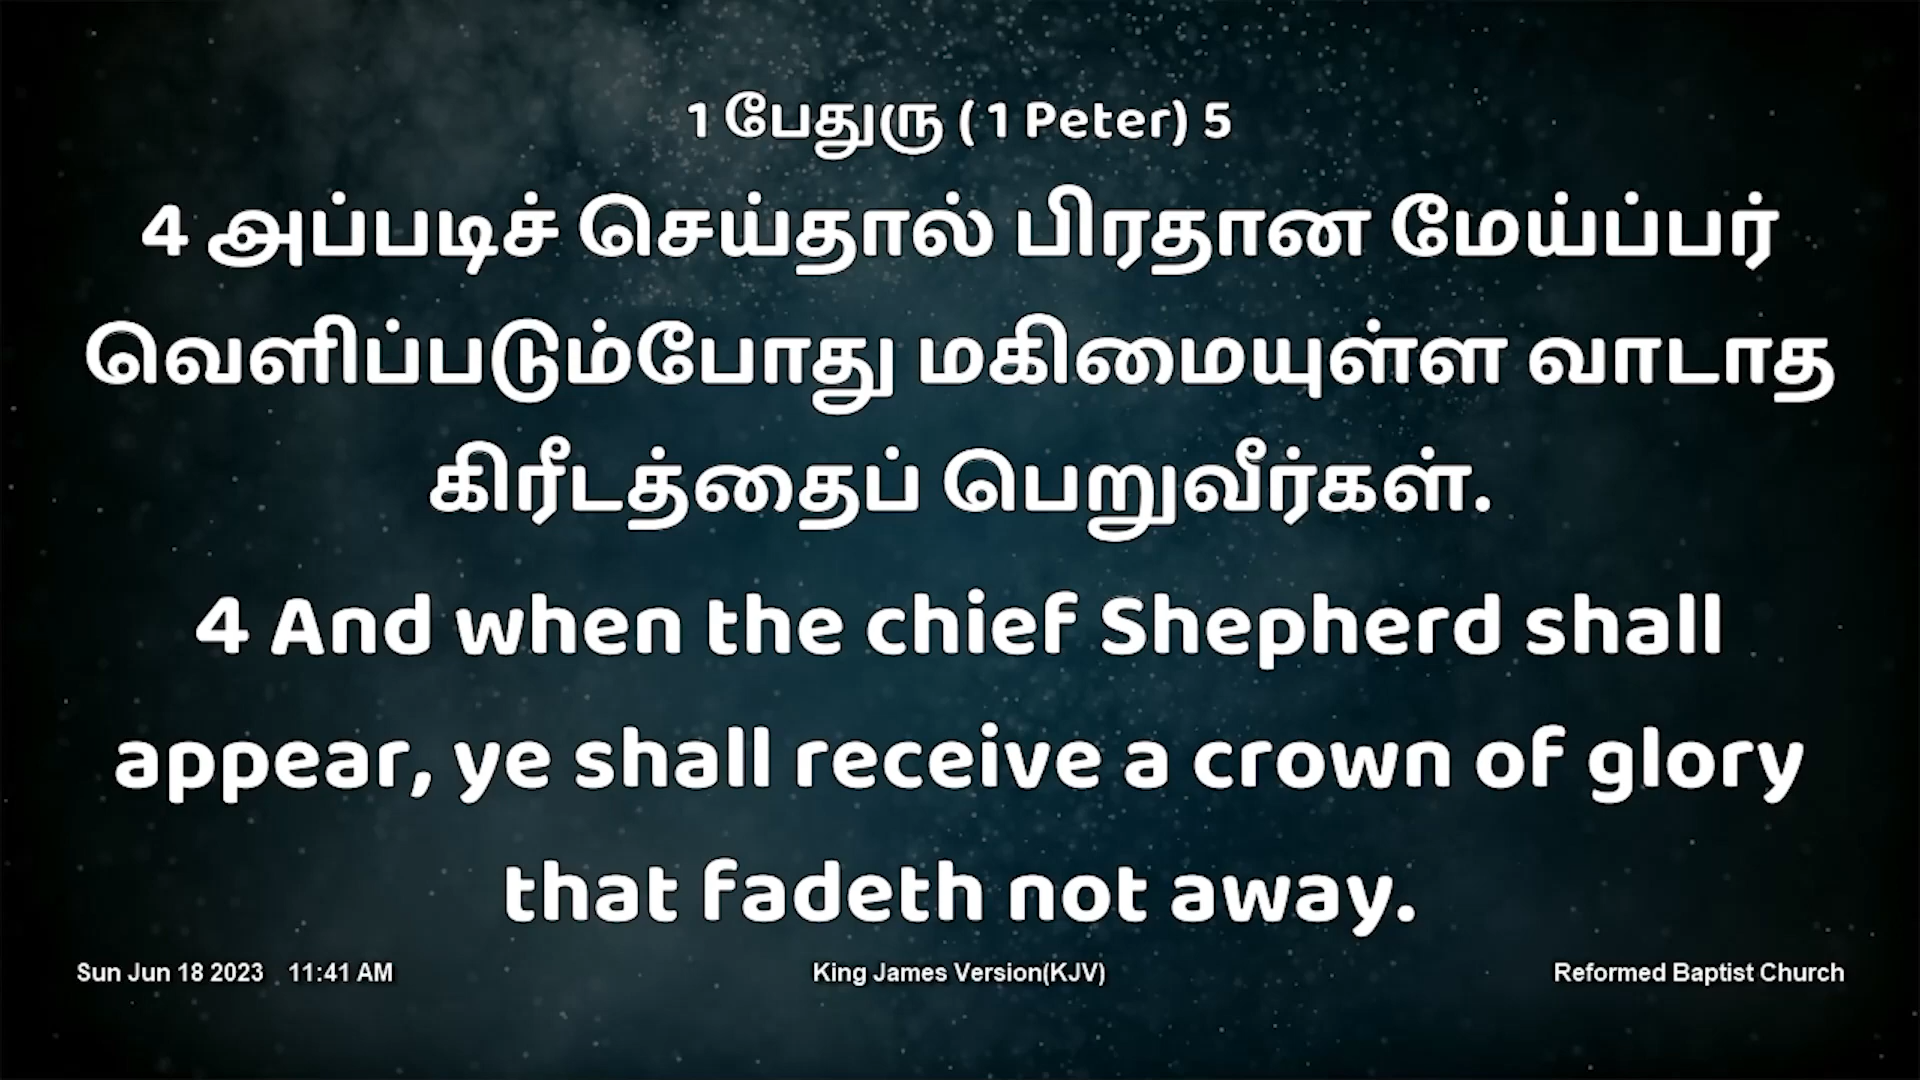 1 பேதுரு ( 1 Peter) 5
4 அப்படிச் செய்தால் பிரதான மேய்ப்பர்
வெளிப்படும்போது மகிமையுள்ள வாடாத
கிரீடத்தைப் பெறுவீர்கள்.
4 And when the chief Shepherd shall
appear, ye shall receive a crown of glory
that fadeth not away.
Sun Jun 18 2023 11:41 AM King James Version(KJV) Reformed Baptist Church